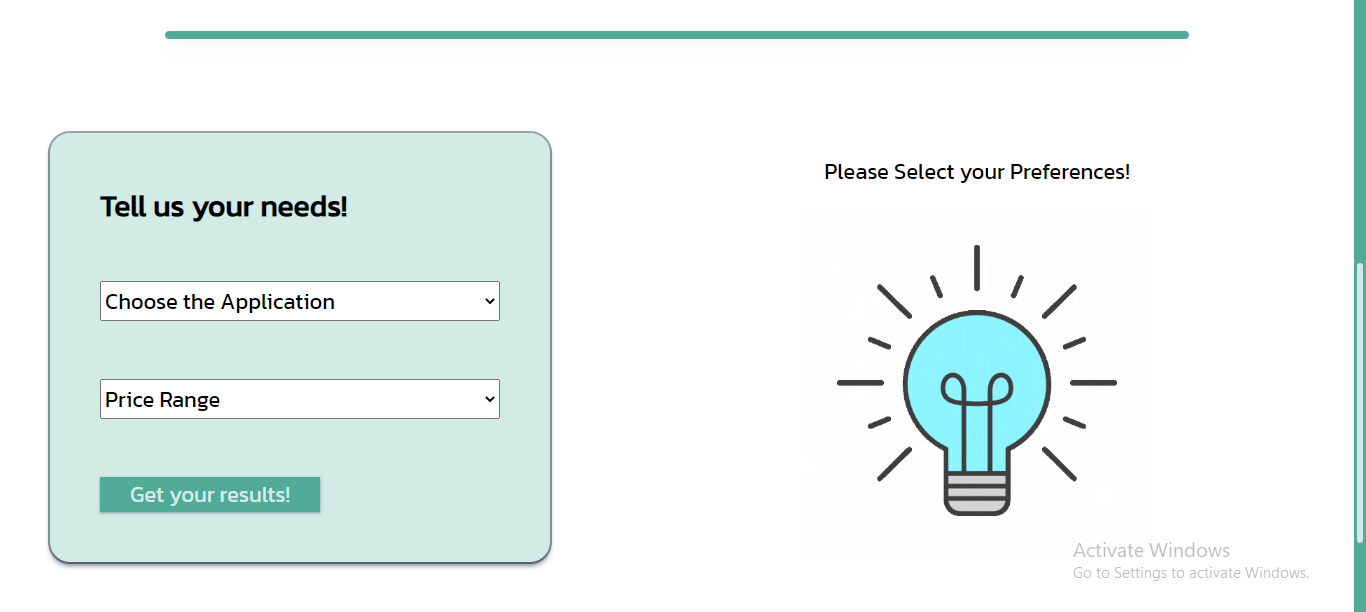 Tell us your needs!
Choose the Application
Price Range
Get your results!
Please Select your Preferences!
Activate Windows
Go to Settings to activate Windows.